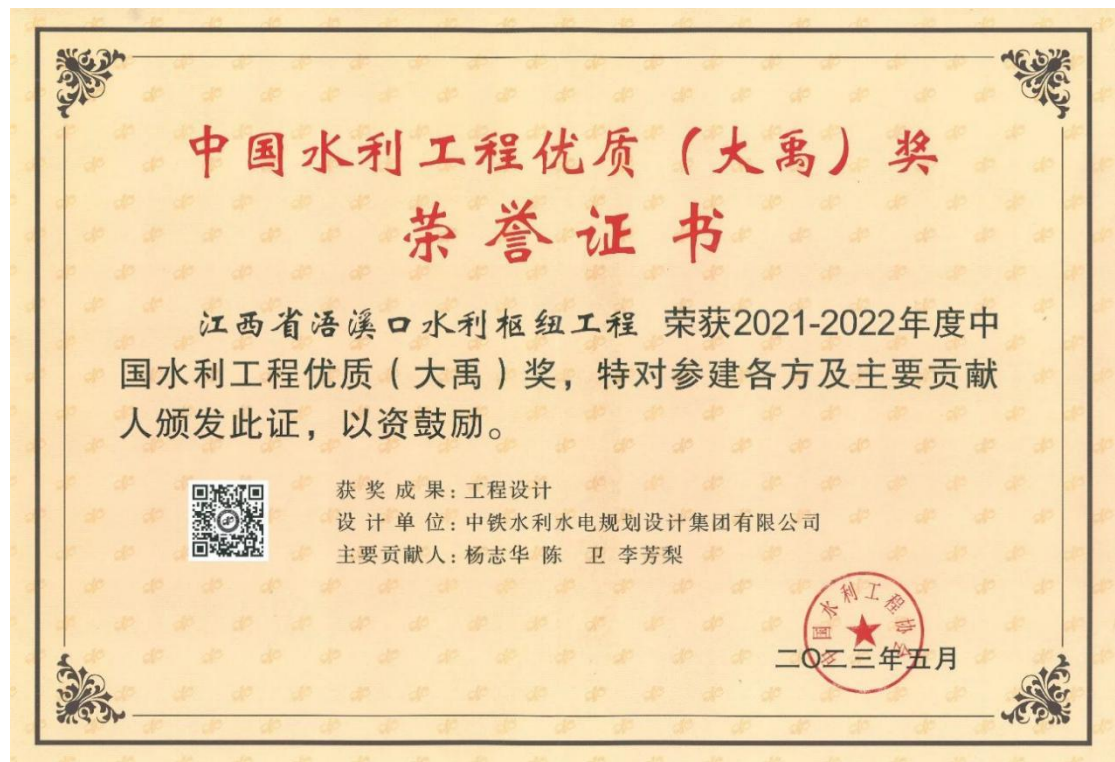 中国水利工程优质（大禹）奖
荣誉证书
江西省浯溪口水利枢纽工程 荣获2021-2022年度中
国水利工程优质（大禹）奖，特对参建各方及主要贡献
人颁发此证，以资鼓励。
获奖成果：工程设计
设计单位：中铁水利水电规划设计集团有限公司
主要贡献人：杨志华 陈 卫 李芳梨
中国水利工程协会
二〇二三年五月